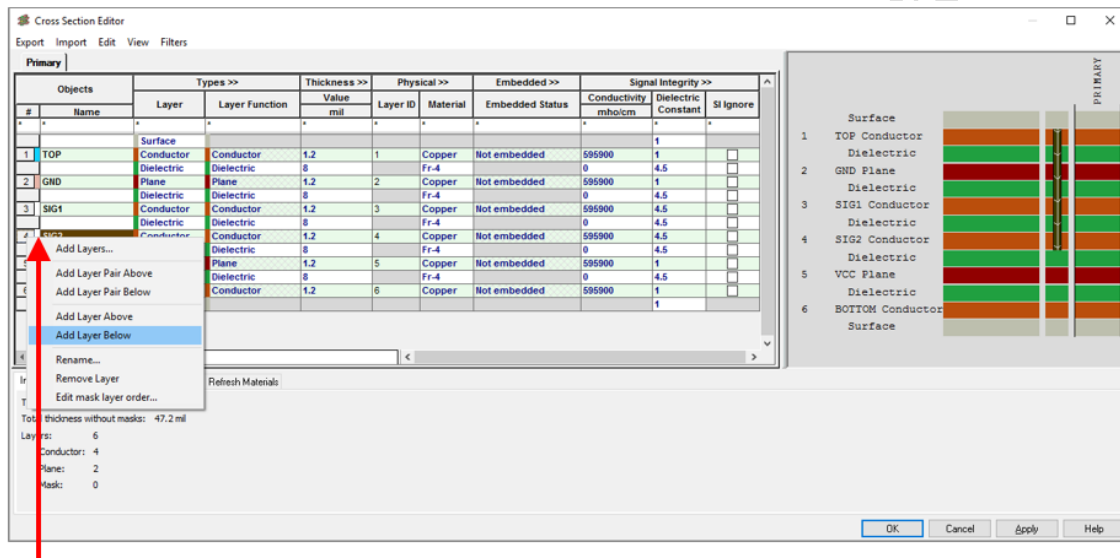 Cross Section Editor
Export Import Edit View Filters
Primary
Objects Types >> Thickness >> Physical >> Embedded >> Signal Integrity >>
# Name Layer Layer Function Value mil Layer ID Material Embedded Status Conductivity mho/cm Dielectric Constant SI Ignore
* * * * * * * * * * *
Surface 1
1 TOP Conductor Conductor 1.2 1 Copper Not embedded 595900 1
Dielectric Dielectric 8 Fr-4 0 4.5
2 GND Plane Plane 1.2 2 Copper Not embedded 595900 1
Dielectric Dielectric 8 Fr-4 0 4.5
3 SIG1 Conductor Conductor 1.2 3 Copper Not embedded 595900 1
Dielectric Dielectric 8 Fr-4 0 4.5
4 SIG2 Conductor Conductor 1.2 4 Copper Not embedded 595900 1
Dielectric 8 Fr-4 0 4.5
Plane 1.2 5 Copper Not embedded 595900 1
Dielectric 8 Fr-4 0 4.5
Conductor 1.2 6 Copper Not embedded 595900 1
1
Add Layers...
Add Layer Pair Above
Add Layer Pair Below
Add Layer Above
Add Layer Below
Rename...
Remove Layer
Edit mask layer order...
Refresh Materials
Total thickness without masks: 47.2 mil
Layers: 6
Conductor: 4
Plane: 2
Mask: 0
PRIMARY
Surface
1 TOP Conductor
Dielectric
2 GND Plane
Dielectric
3 SIG1 Conductor
Dielectric
4 SIG2 Conductor
Dielectric
5 VCC Plane
Dielectric
6 BOTTOM Conductor
Surface
OK Cancel Apply Help